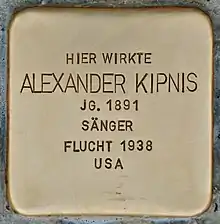 HIER WIRKTE
ALEXANDER KIPNIS
JG. 1891
SÄNGER
FLUCHT 1938
USA